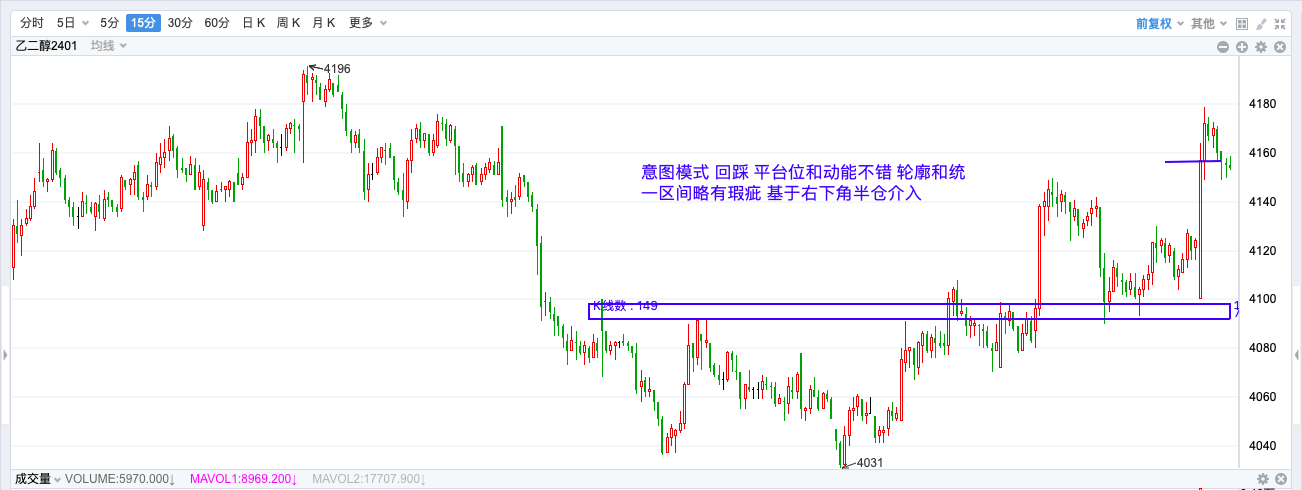 分时 5日 5分 15分 30分 60分 日K 周K 月K 更多 前复权 其他
乙二醇2401 均线
4196
4180
4160
意图模式 回踩 平台位和动能不错 轮廓和统
一区间略有瑕疵 基于右下角半仓介入
4140
4120
4100
K线数：149
4080
4060
4031
4040
成交量 VOLUME:5970.000↓ MAVOL1:8969.200↓ MAVOL2:17707.900↓